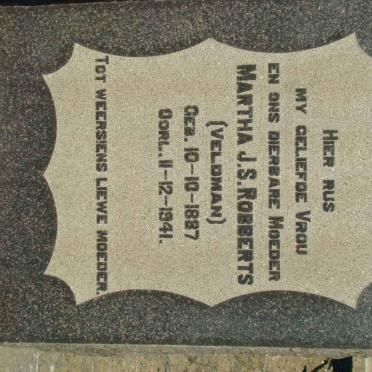 HER RUS
MY GELIEFDE VROU
EN ONS DIERBARE MOEDER
MARTHA J.S. ROBBERTS
(VELDMAN)
GEB. 10-10-1887
OORL. 11-12-1941.
TOT WEERSIENS LIEWE MOEDER.